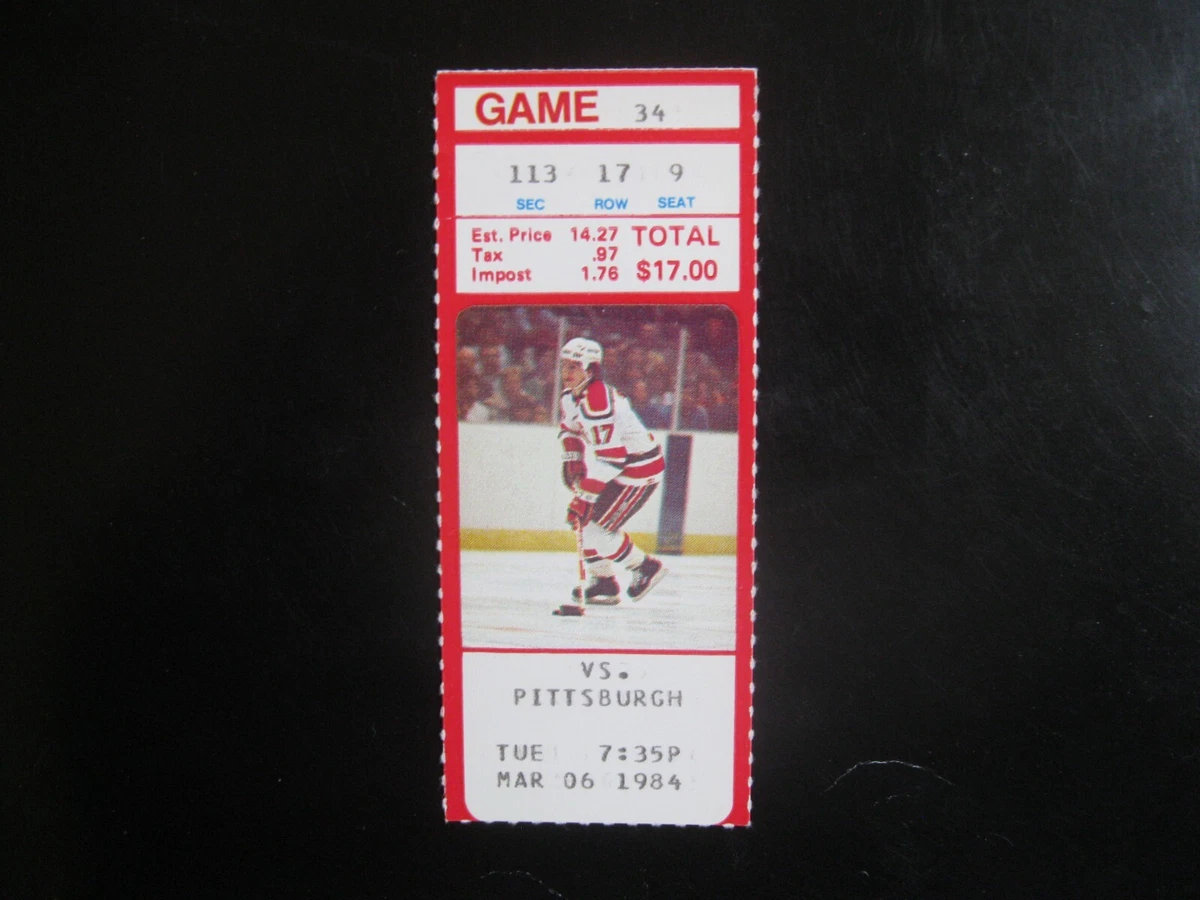 GAME 34
113 17 9
SEC ROW SEAT
Est. Price 14.27 TOTAL
Tax .97
Impost 1.76 $17.00
17
VS.
PITTSBURGH
TUE 7:35P
MAR 06 1984